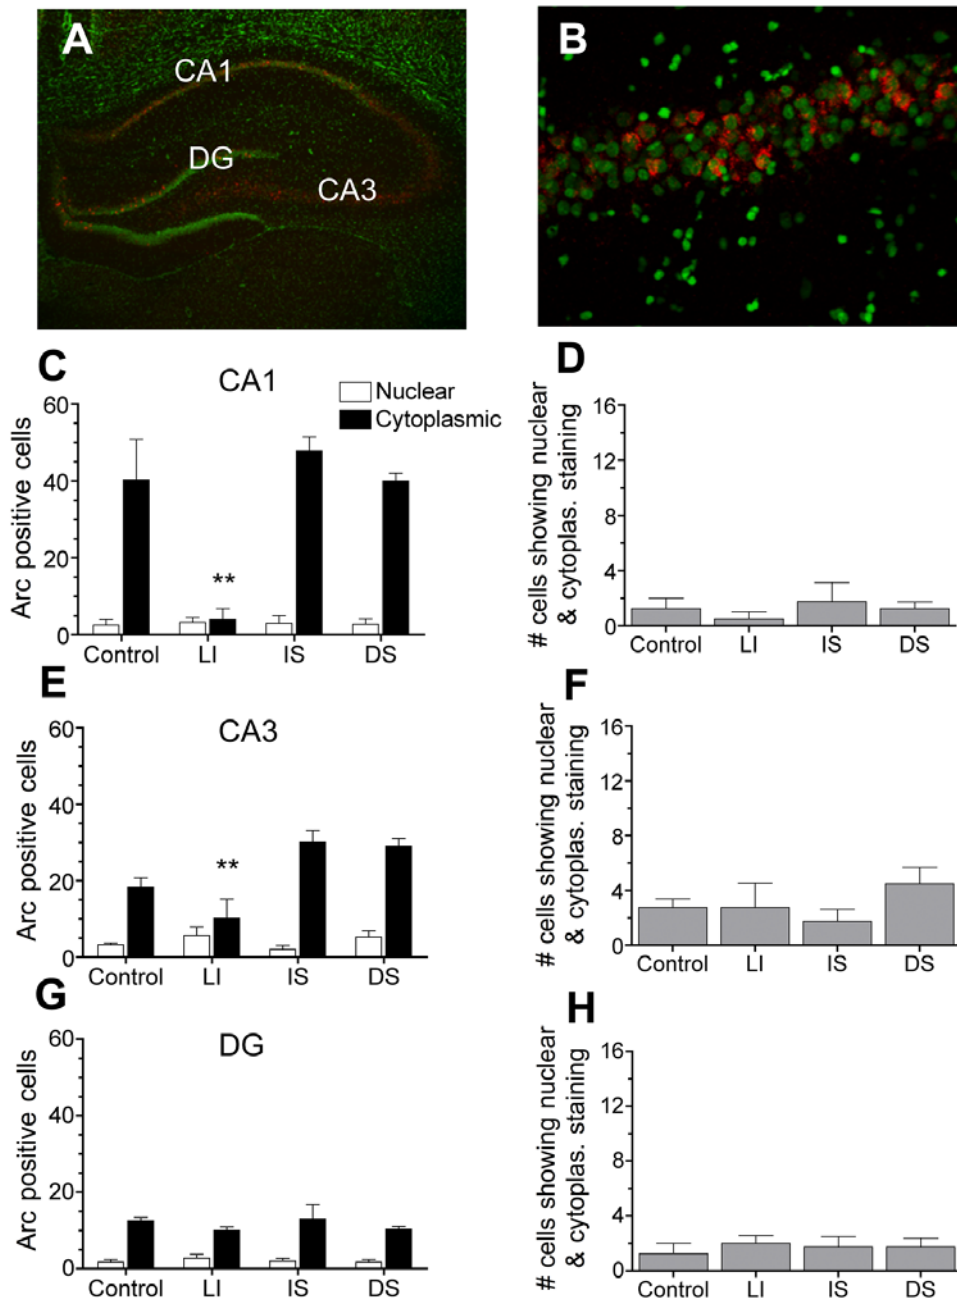 A
CA1
DG
CA3
B
C
CA1
Nuclear
Cytoplasmic
Arc positive cells
60
40
20
0
**
Control LI IS DS
D
# cells showing nuclear
& cytoplas. staining
16
12
8
4
0
Control LI IS DS
E
CA3
Arc positive cells
60
40
20
0
**
Control LI IS DS
F
# cells showing nuclear
& cytoplas. staining
16
12
8
4
0
Control LI IS DS
G
DG
Arc positive cells
60
40
20
0
Control LI IS DS
H
# cells showing nuclear
& cytoplas. staining
16
12
8
4
0
Control LI IS DS